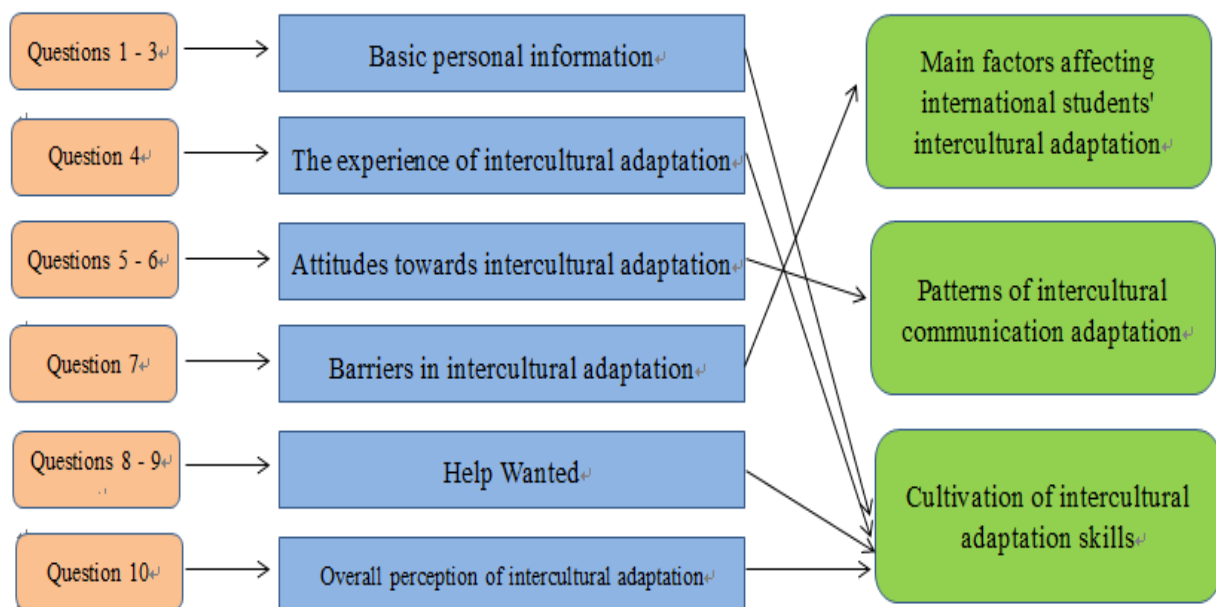 Questions 1 - 3
Basic personal information
Main factors affecting
international students'
intercultural adaptation
Question 4
The experience of intercultural adaptation
Questions 5 - 6
Attitudes towards intercultural adaptation
Patterns of intercultural
communication adaptation
Question 7
Barriers in intercultural adaptation
Questions 8 - 9
Help Wanted
Cultivation of intercultural
adaptation skills
Question 10
Overall perception of intercultural adaptation